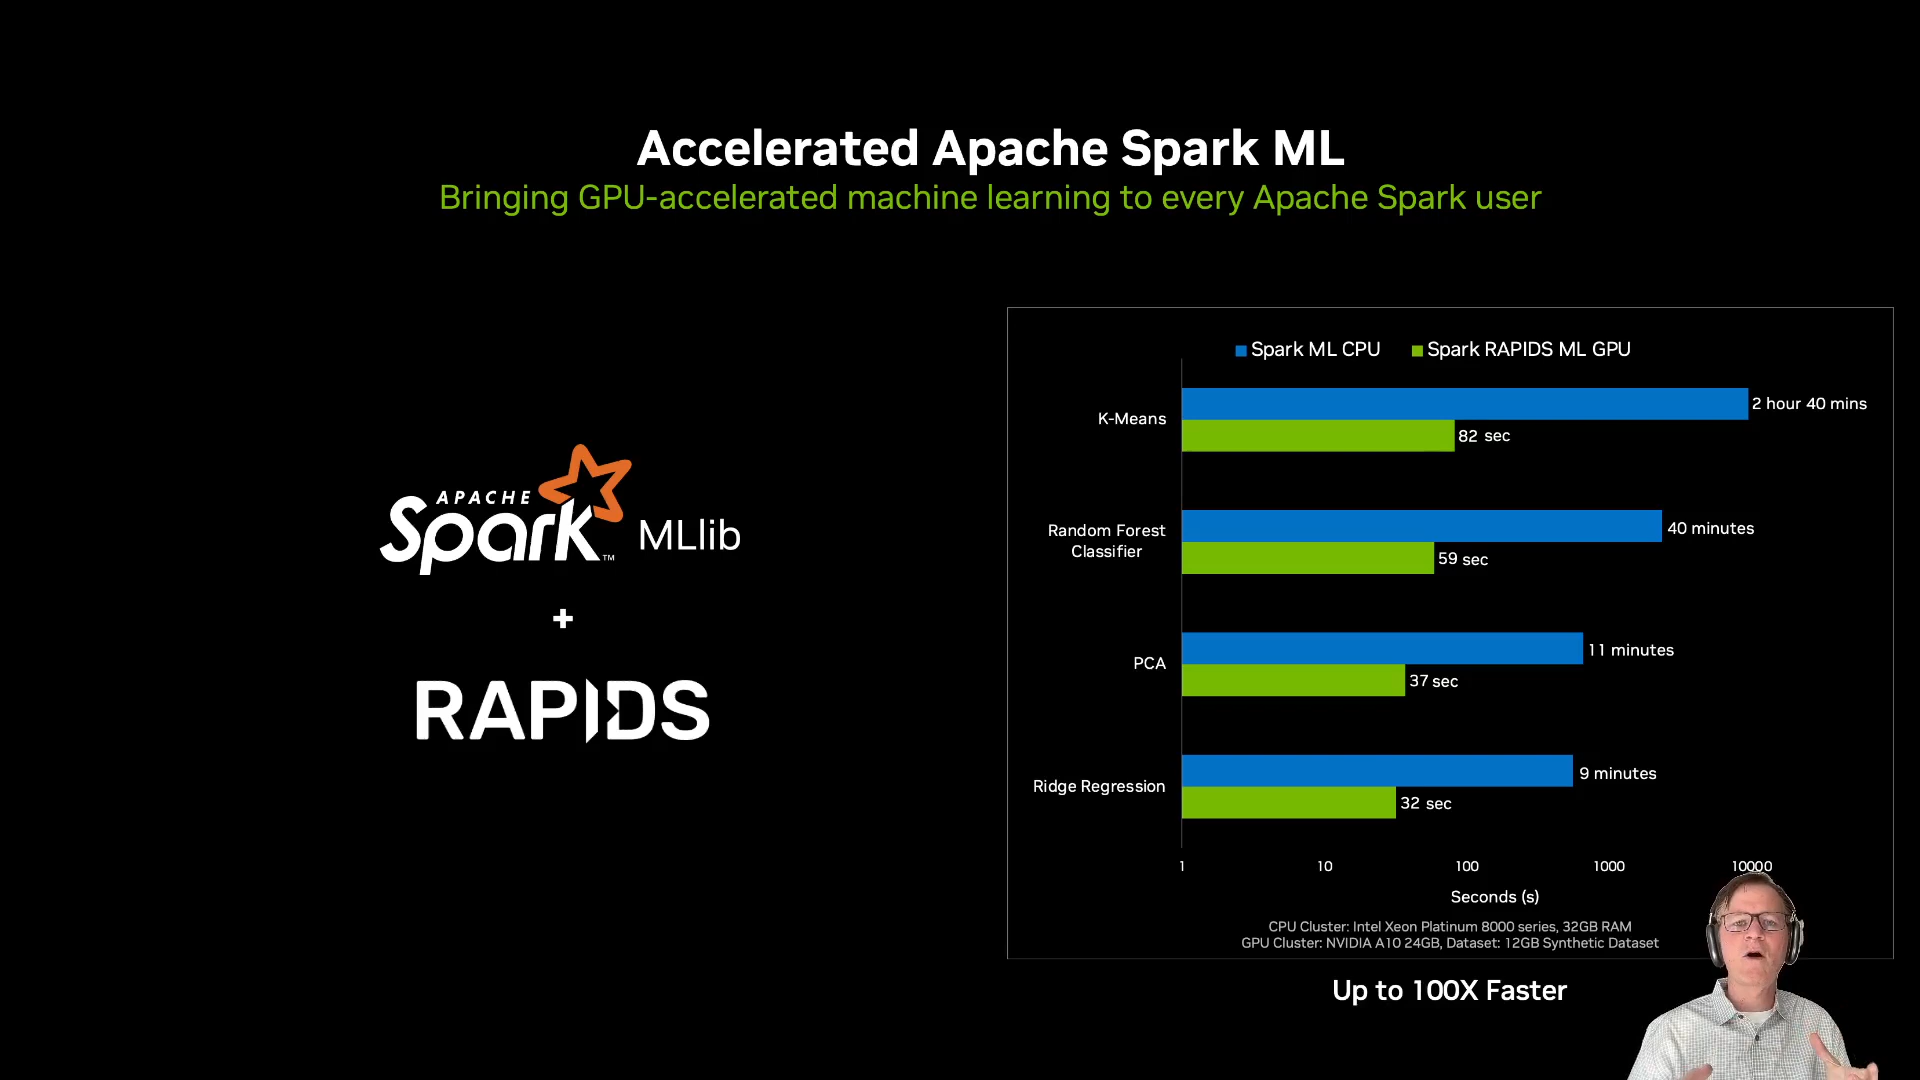 Accelerated Apache Spark ML
Bringing GPU-accelerated machine learning to every Apache Spark user
APACHE
Spark™ MLlib
+
RAPIDS
Spark ML CPU
Spark RAPIDS ML GPU
K-Means
2 hour 40 mins
82 sec
Random Forest
Classifier
40 minutes
59 sec
PCA
11 minutes
37 sec
Ridge Regression
9 minutes
32 sec
1 10 100 1000 10000
Seconds (s)
CPU Cluster: Intel Xeon Platinum 8000 series, 32GB RAM
GPU Cluster: NVIDIA A10 24GB, Dataset: 12GB Synthetic Dataset
Up to 100X Faster